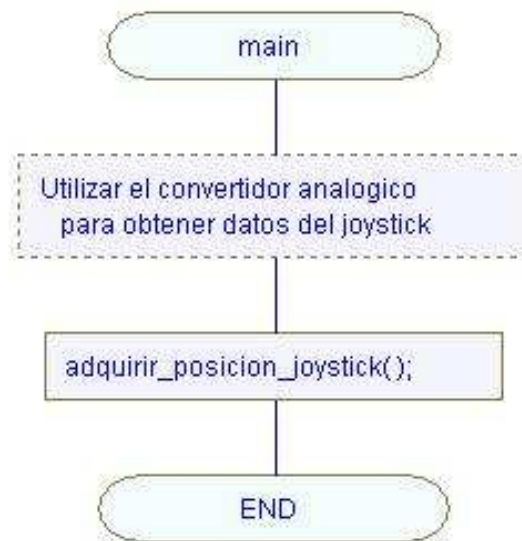 main
Utilizar el convertidor analogico
para obtener datos del joystick
adquirir_posicion_joystick();
END